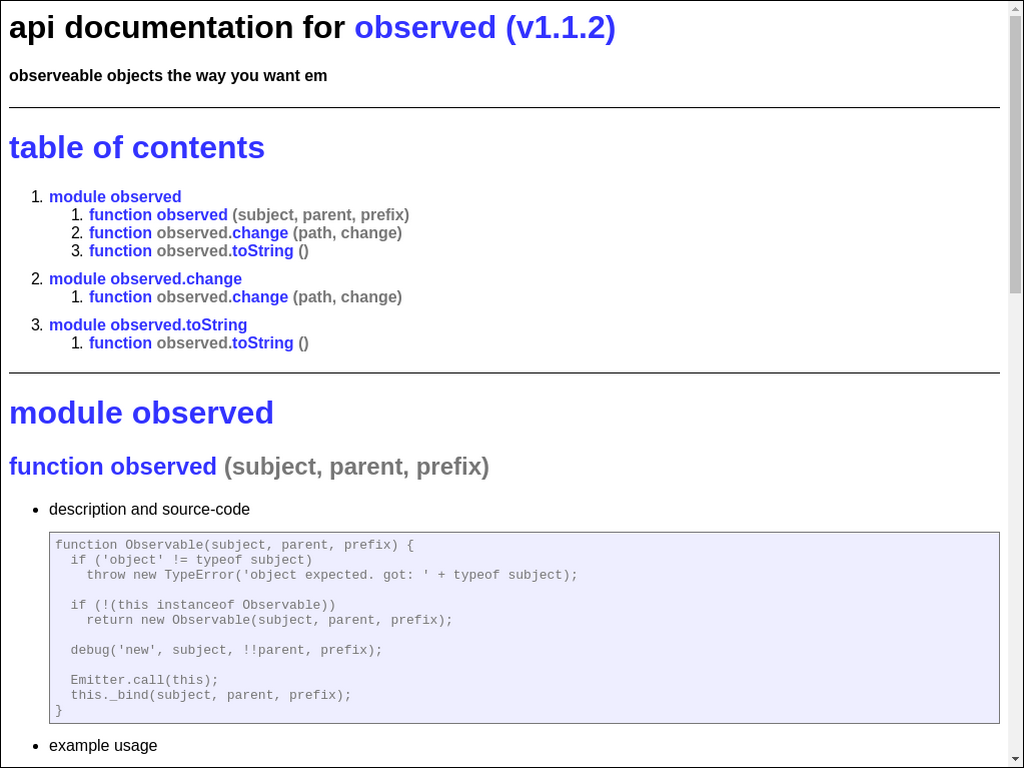 api documentation for observed (v1.1.2)
observeable objects the way you want em
table of contents
1. module observed
1. function observed (subject, parent, prefix)
2. function observed.change (path, change)
3. function observed.toString ()
2. module observed.change
1. function observed.change (path, change)
3. module observed.toString
1. function observed.toString ()
module observed
function observed (subject, parent, prefix)
• description and source-code
function Observable(subject, parent, prefix) {
  if ('object' != typeof subject)
    throw new TypeError('object expected. got: ' + typeof subject);
  if (!(this instanceof Observable))
    return new Observable(subject, parent, prefix);
  debug('new', subject, !!parent, prefix);
  Emitter.call(this);
  this._bind(subject, parent, prefix);
}
• example usage